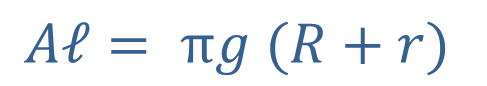 Aℓ = πg (R + r)